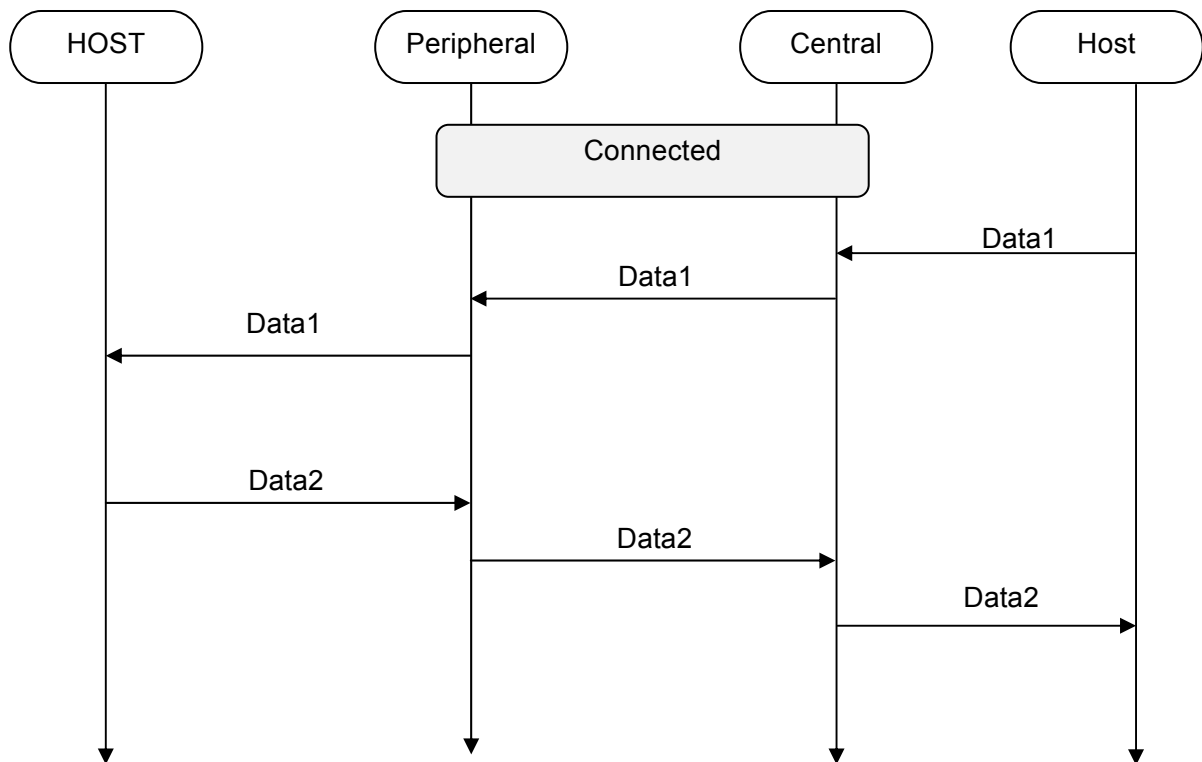 HOST
Peripheral
Central
Host
Connected
Data1
Data1
Data1
Data2
Data2
Data2